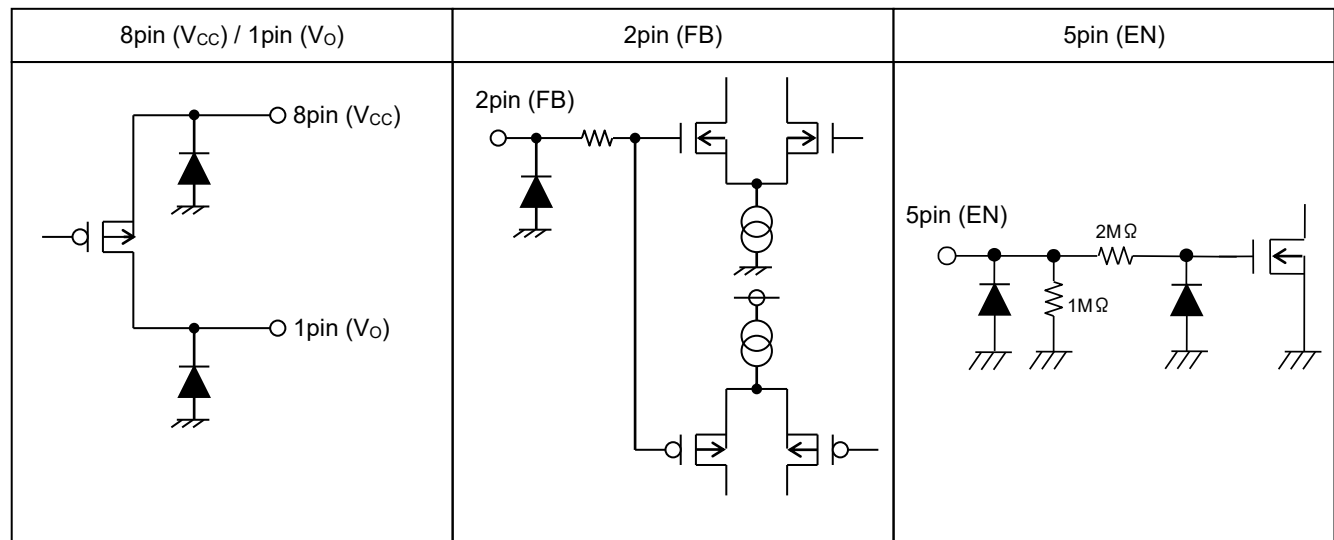 8pin (VCC) / 1pin (VO)
2pin (FB)
5pin (EN)
8pin (VCC)
1pin (VO)
2pin (FB)
5pin (EN)
2MΩ
1MΩ